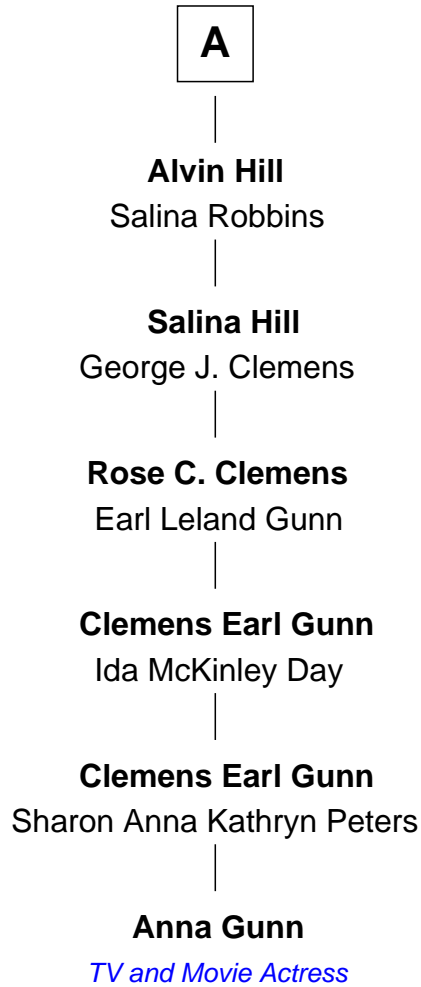 A
Alvin Hill
Salina Robbins
Salina Hill
George J. Clemens
Rose C. Clemens
Earl Leland Gunn
Clemens Earl Gunn
Ida McKinley Day
Clemens Earl Gunn
Sharon Anna Kathryn Peters
Anna Gunn
TV and Movie Actress